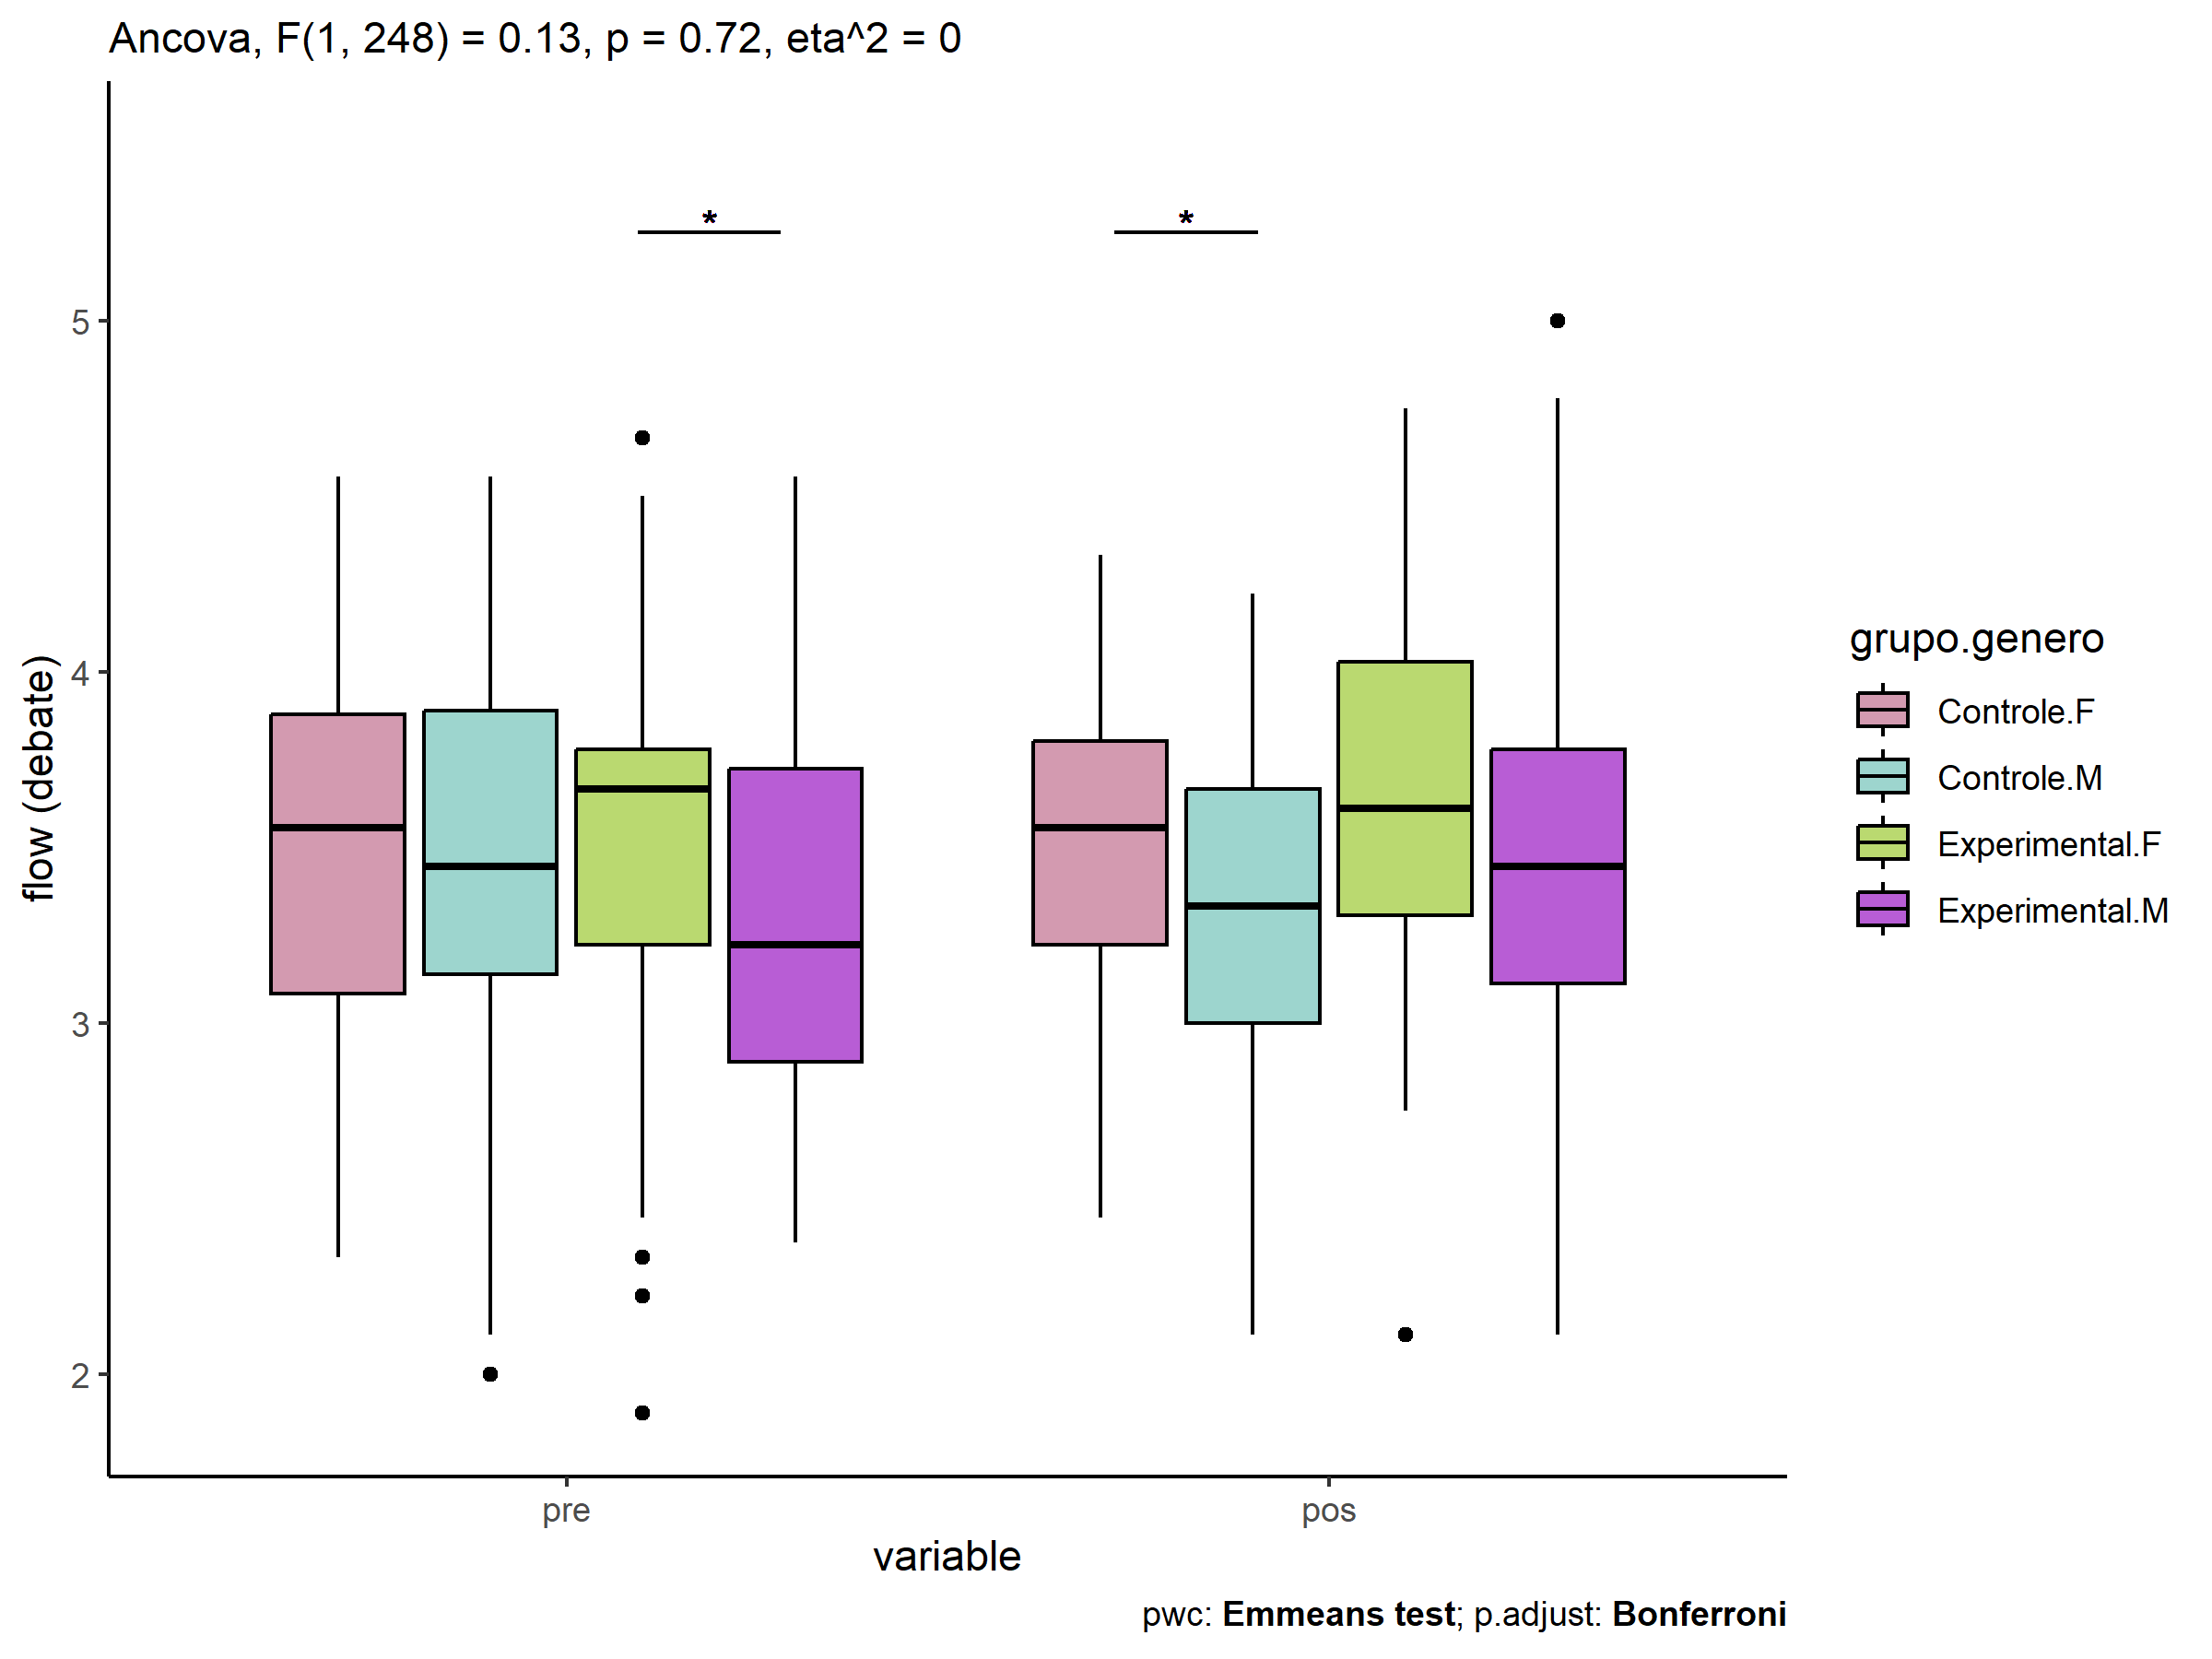 Ancova, F(1, 248) = 0.13, p = 0.72, eta^2 = 0
*
*
5
4
3
2
flow (debate)
pre
pos
variable
grupo.genero
Controle.F
Controle.M
Experimental.F
Experimental.M
pwc: Emmeans test; p.adjust: Bonferroni